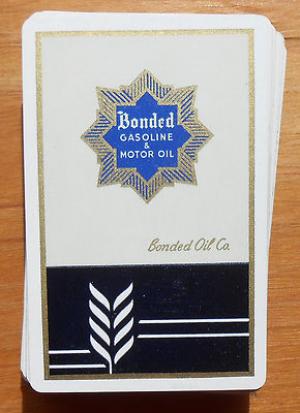 Bonded
GASOLINE
&
MOTOR OIL
Bonded Oil Co.